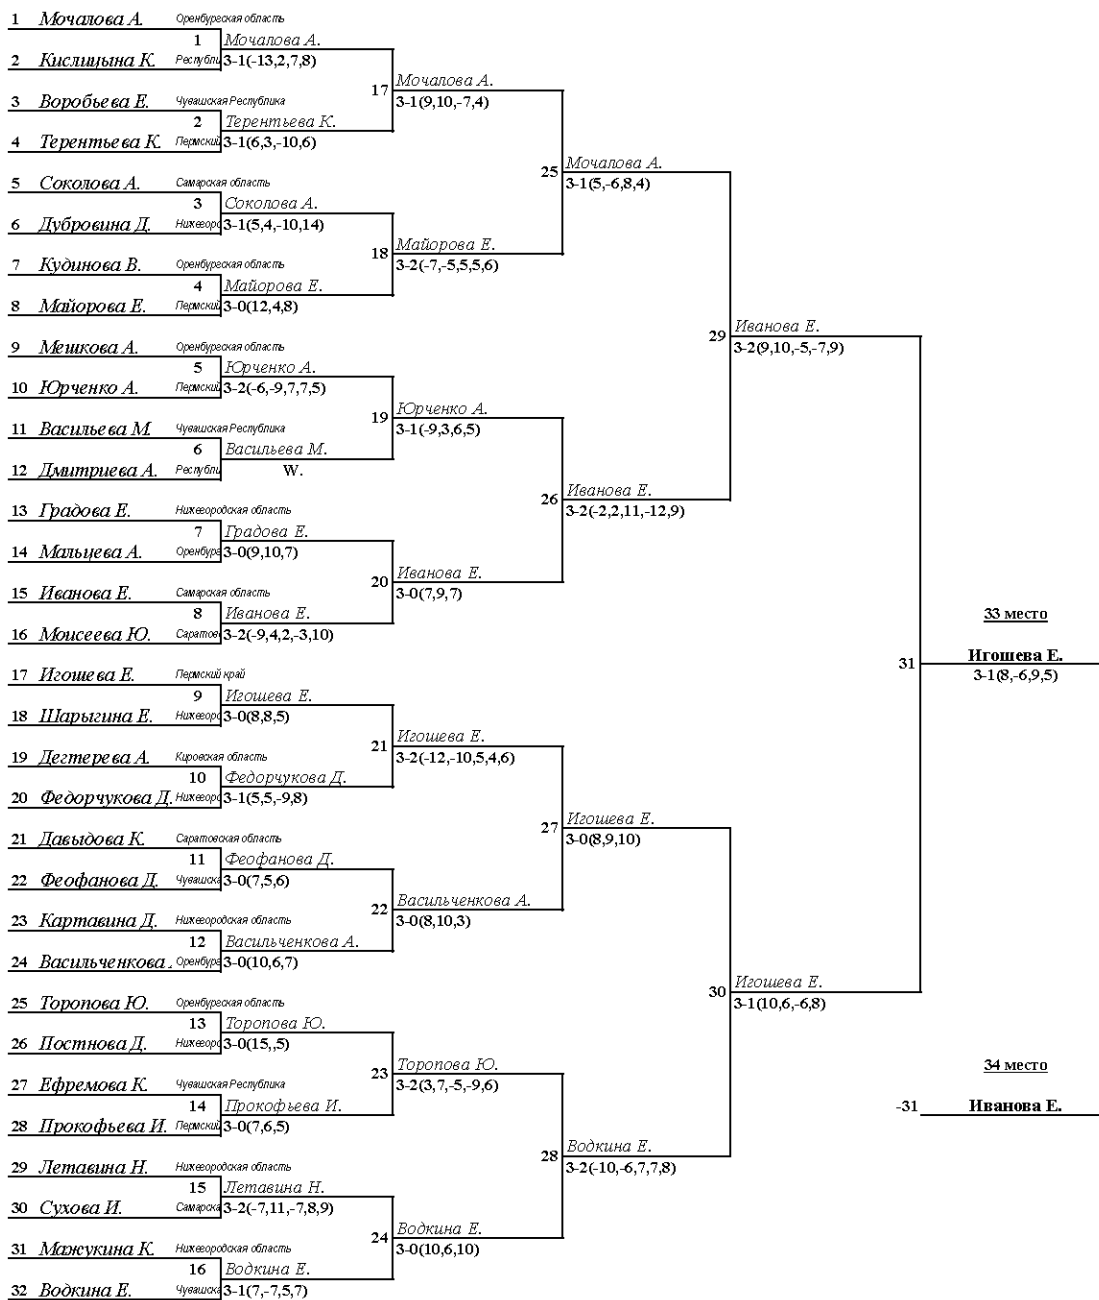 1 Мочалова А. Оренбургская область
1 Мочалова А.
2 Кислицына К. Республи 3-1(-13,2,7,8)
17 Мочалова А.
3-1(9,10,-7,4)
3 Воробьева Е. Чувашская Республика
2 Терентьева К.
4 Терентьева К. Пермский 3-1(6,3,-10,6)
25 Мочалова А.
3-1(5,-6,8,4)
5 Соколова А. Самарская область
3 Соколова А.
6 Дубровина Д. Нижегоро 3-1(5,4,-10,14)
18 Майорова Е.
3-2(-7,-5,5,5,6)
7 Кудинова В. Оренбургская область
4 Майорова Е.
8 Майорова Е. Пермский 3-0(12,4,8)
29 Иванова Е.
3-2(9,10,-5,-7,9)
9 Мешкова А. Оренбургская область
5 Юрченко А.
10 Юрченко А. Пермский 3-2(-6,-9,7,7,5)
19 Юрченко А.
3-1(-9,3,6,5)
11 Васильева М. Чувашская Республика
6 Васильева М.
12 Дмитриева А. Республи W.
26 Иванова Е.
3-2(-2,2,11,-12,9)
13 Градова Е. Нижегородская область
7 Градова Е.
14 Мальцева А. Оренбург 3-0(9,10,7)
20 Иванова Е.
3-0(7,9,7)
15 Иванова Е. Самарская область
8 Иванова Е.
16 Моисеева Ю. Саратовс 3-2(-9,4,2,-3,10)
33 место
31 Игошева Е.
3-1(8,-6,9,5)
17 Игошева Е. Пермский край
9 Игошева Е.
18 Шарыгина Е. Нижегоро 3-0(8,8,5)
21 Игошева Е.
3-2(-12,-10,5,4,6)
19 Дегтерева А. Кировская область
10 Федорчукова Д.
20 Федорчукова Д. Нижегоро 3-1(5,5,-9,8)
27 Игошева Е.
3-0(8,9,10)
21 Давыдова К. Саратовская область
11 Феофанова Д.
22 Феофанова Д. Чувашска 3-0(7,5,6)
22 Васильченкова А.
3-0(8,10,3)
23 Картавина Д. Нижегородская область
12 Васильченкова А.
24 Васильченкова . Оренбург 3-0(10,6,7)
30 Игошева Е.
3-1(10,6,-6,8)
25 Торопова Ю. Оренбургская область
13 Торопова Ю.
26 Постнова Д. Нижегоро 3-0(15,,5)
23 Торопова Ю.
3-2(3,7,-5,-9,6)
34 место
-31 Иванова Е.
27 Ефремова К. Чувашская Республика
14 Прокофьева И.
28 Прокофьева И. Пермский 3-0(7,6,5)
28 Водкина Е.
3-2(-10,-6,7,7,8)
29 Летавина Н. Нижегородская область
15 Летавина Н.
30 Сухова И. Самарска 3-2(-7,11,-7,8,9)
24 Водкина Е.
3-0(10,6,10)
31 Мажукина К. Нижегородская область
16 Водкина Е.
32 Водкина Е. Чувашска 3-1(7,-7,5,7)